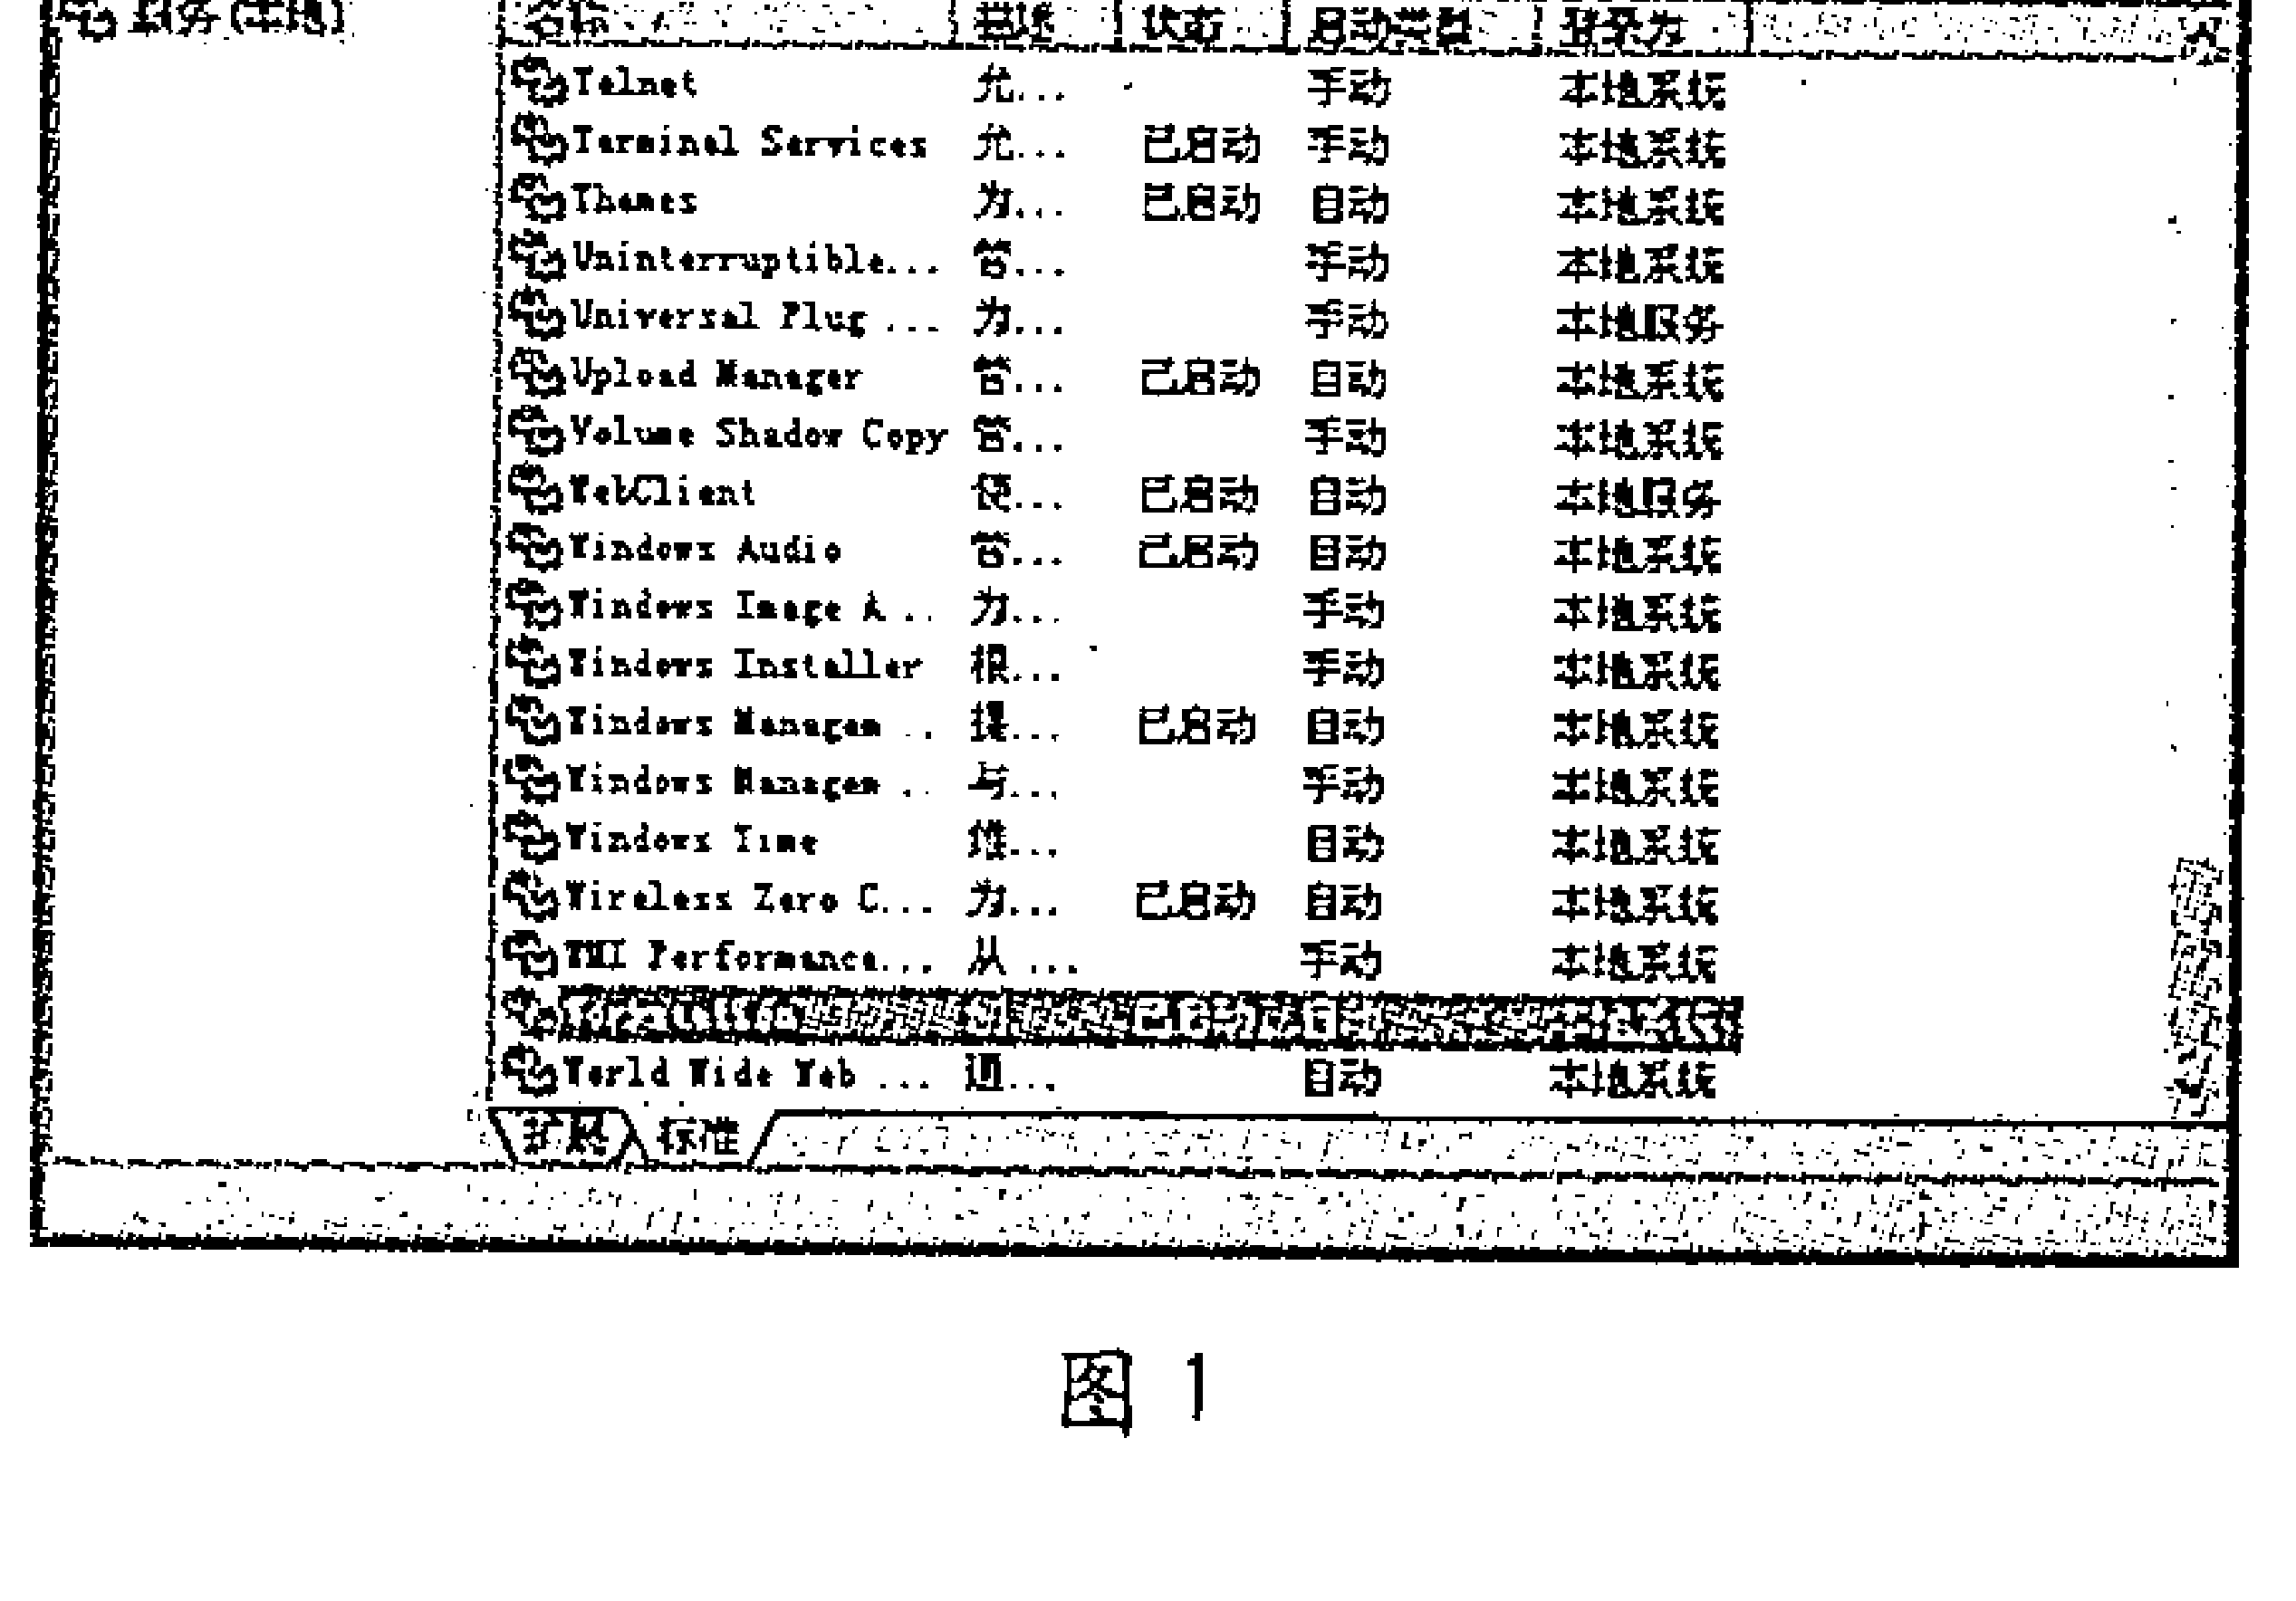 服务(本地)
名称 描述 状态 启动类型 登录为
Telnet 允... 手动 本地系统
Terminal Services 允... 已启动 手动 本地系统
Themes 为... 已启动 自动 本地系统
Uninterruptible... 管... 手动 本地系统
Universal Plug ... 为... 手动 本地服务
Upload Manager 管... 已启动 自动 本地系统
Volume Shadow Copy 管... 手动 本地系统
WebClient 使... 已启动 自动 本地服务
Windows Audio 管... 已启动 自动 本地系统
Windows Image A... 为... 手动 本地系统
Windows Installer 根... 手动 本地系统
Windows Managem... 提... 已启动 自动 本地系统
Windows Managem... 与... 手动 本地系统
Windows Time 维... 自动 本地系统
Wireless Zero C... 为... 已启动 自动 本地系统
WMI Performance... 从 ... 手动 本地系统
已启动 自动 本地系统
World Wide Web ... 通... 自动 本地系统
扩展 标准
图 1